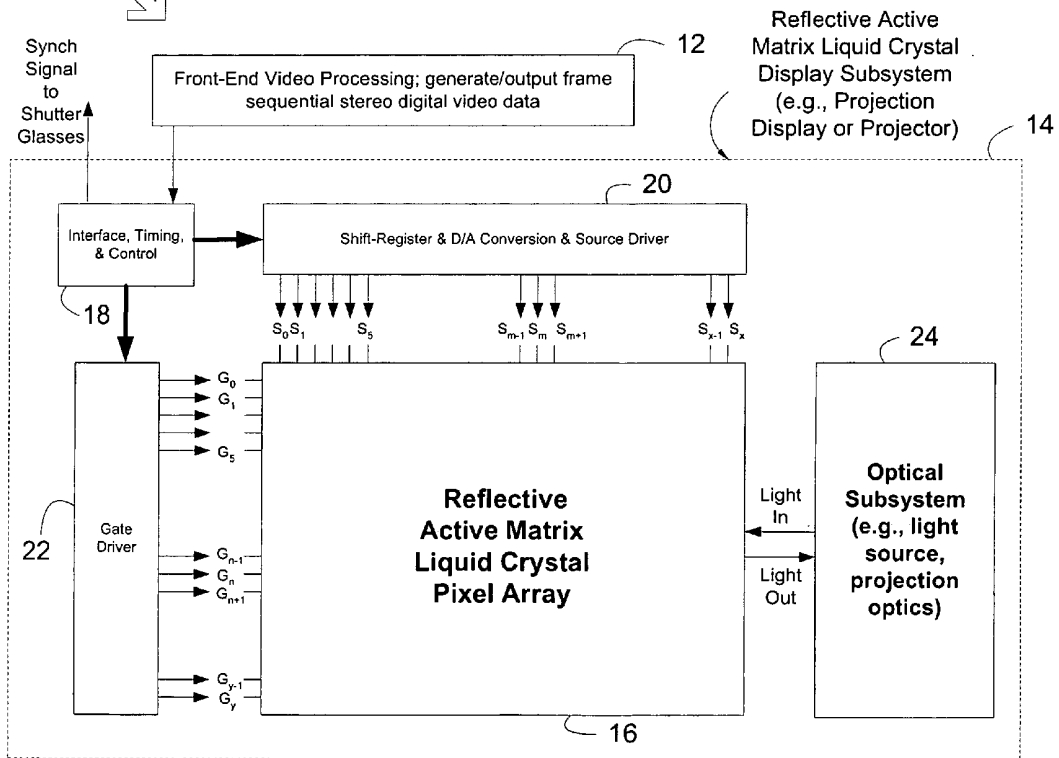 Synch
Signal
to
Shutter
Glasses
12
Front-End Video Processing; generate/output frame
sequential stereo digital video data
Reflective Active
Matrix Liquid Crystal
Display Subsystem
(e.g., Projection
Display or Projector)
14
20
Interface, Timing,
& Control
Shift-Register & D/A Conversion & Source Driver
18
S0 S1 S5 Sm-1 Sm Sm+1 Sx-1 Sx
24
G0
G1
G5
22
Gate
Driver
Gn-1
Gn
Gn+1
Gy-1
Gy
Reflective
Active Matrix
Liquid Crystal
Pixel Array
16
Light
In
Light
Out
Optical
Subsystem
(e.g., light
source,
projection
optics)